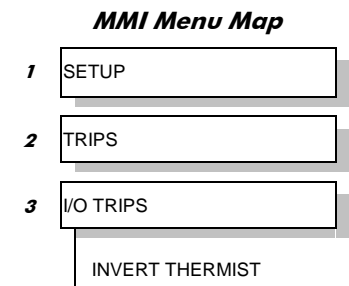 MMI Menu Map
1 SETUP
2 TRIPS
3 I/O TRIPS
INVERT THERMIST